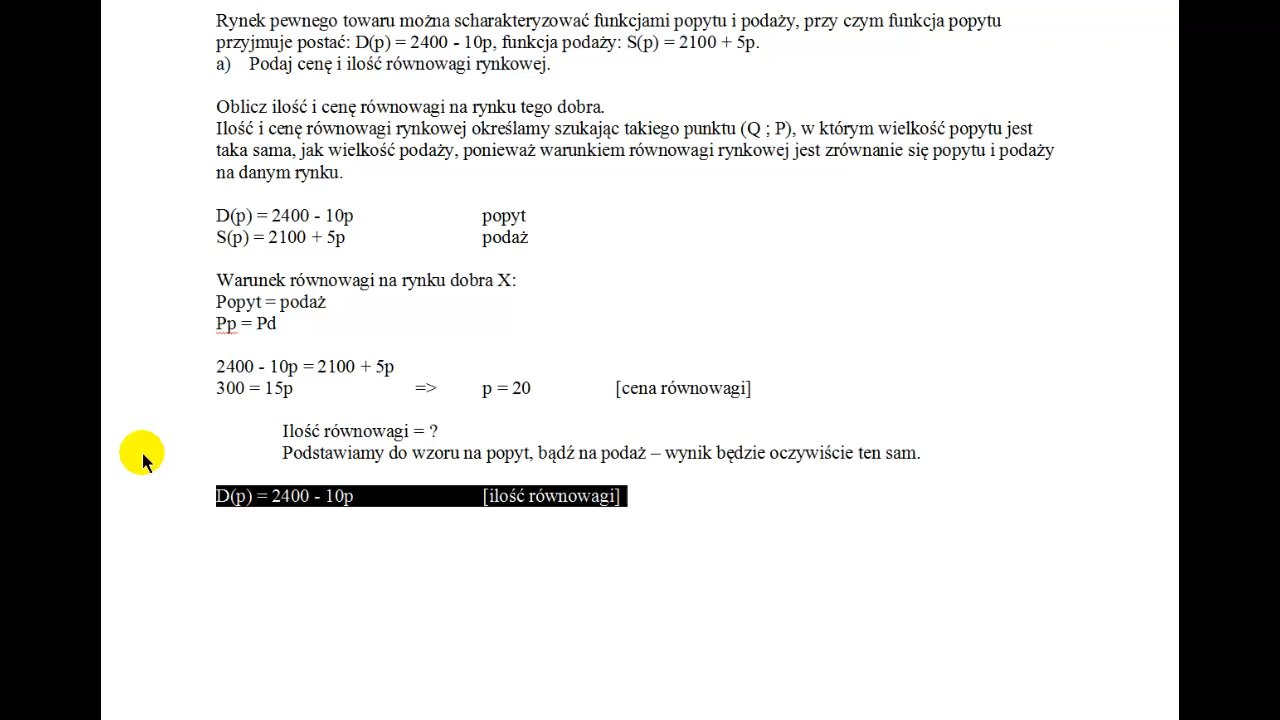 Rynek pewnego towaru można scharakteryzować funkcjami popytu i podaży, przy czym funkcja popytu
przyjmuje postać: D(p) = 2400 - 10p, funkcja podaży: S(p) = 2100 + 5p.
a) Podaj cenę i ilość równowagi rynkowej.
Oblicz ilość i cenę równowagi na rynku tego dobra.
Ilość i cenę równowagi rynkowej określamy szukając takiego punktu (Q ; P), w którym wielkość popytu jest
taka sama, jak wielkość podaży, ponieważ warunkiem równowagi rynkowej jest zrównanie się popytu i podaży
na danym rynku.
D(p) = 2400 - 10p popyt
S(p) = 2100 + 5p podaż
Warunek równowagi na rynku dobra X:
Popyt = podaż
Pp = Pd
2400 - 10p = 2100 + 5p
300 = 15p => p = 20 [cena równowagi]
Ilość równowagi = ?
Podstawiamy do wzoru na popyt, bądź na podaż – wynik będzie oczywiście ten sam.
D(p) = 2400 - 10p [ilość równowagi]